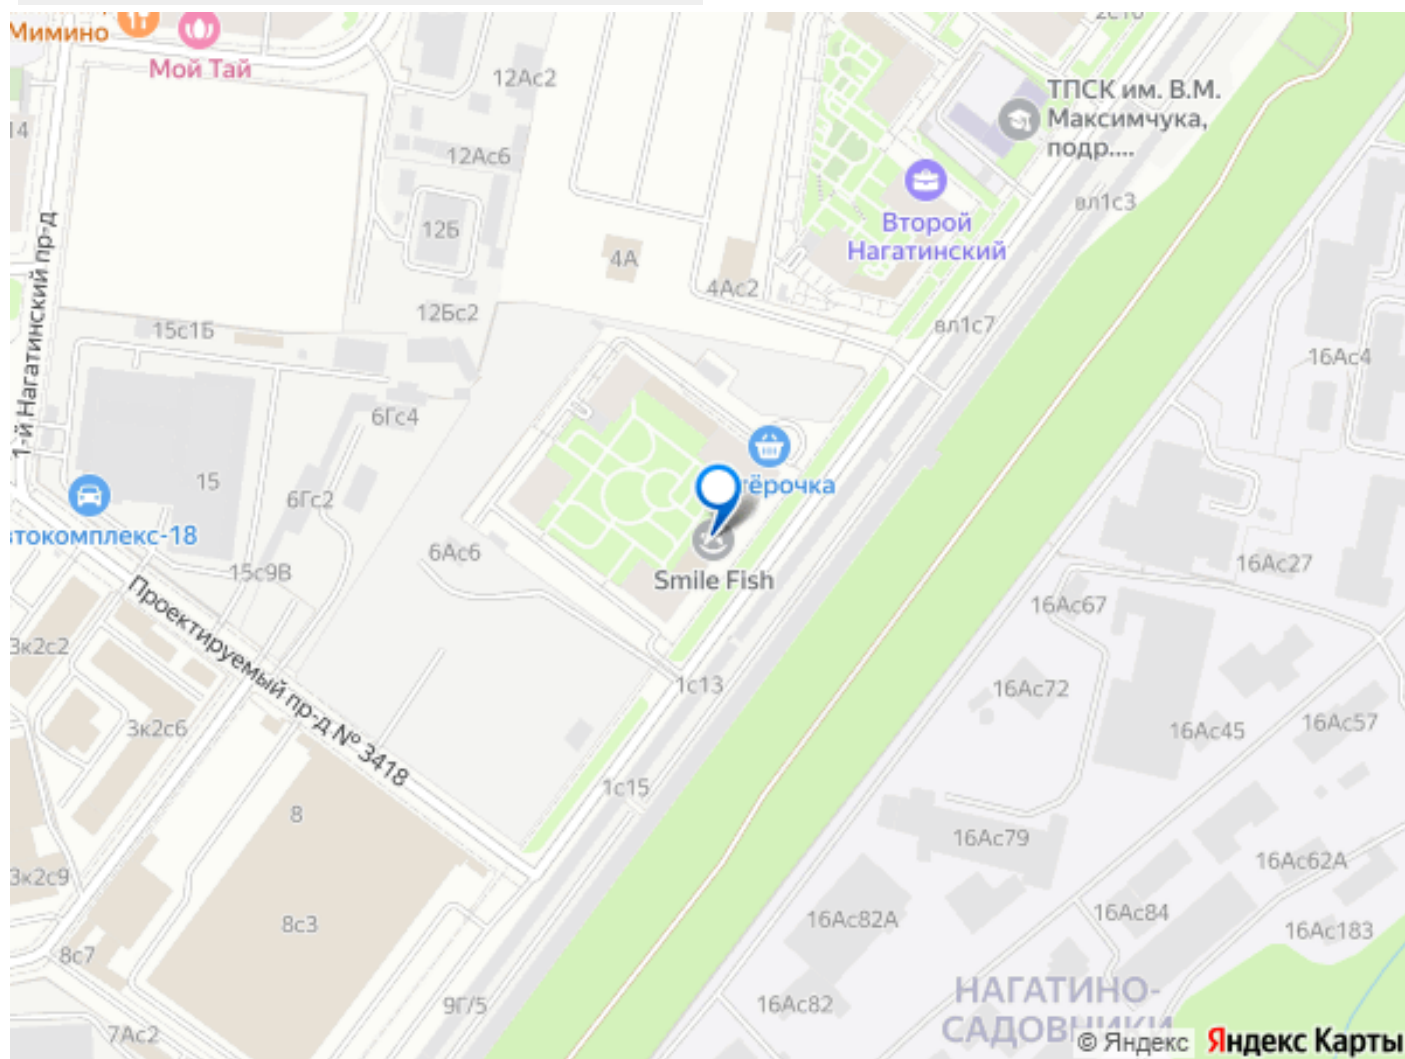 Мимино
Мой Тай
2с16
12Ас2
ТПСК им. В.М.
Максимчука,
подр....
14
12Ас6
вл1с3
Второй
Нагатинский
12Б
4А
4Ас2
12Бс2
вл1с7
15с1Б
16Ас4
1-й Нагатинский пр-д
6Гс4
тёрочка
15
6Гс2
втокомплекс-18
6Ас6
Smile Fish
15с9В
16Ас27
16Ас67
Проектируемый пр-д № 3418
3к2с2
1с13
16Ас72
3к2с6
16Ас45
16Ас57
1с15
8
16Ас79
16Ас62А
3к2с9
8с3
16Ас82А
16Ас84
16Ас183
8с7
9Г/5
16Ас82
НАГАТИНО-
САДОВНИКИ
7Ас2
© Яндекс Яндекс Карты